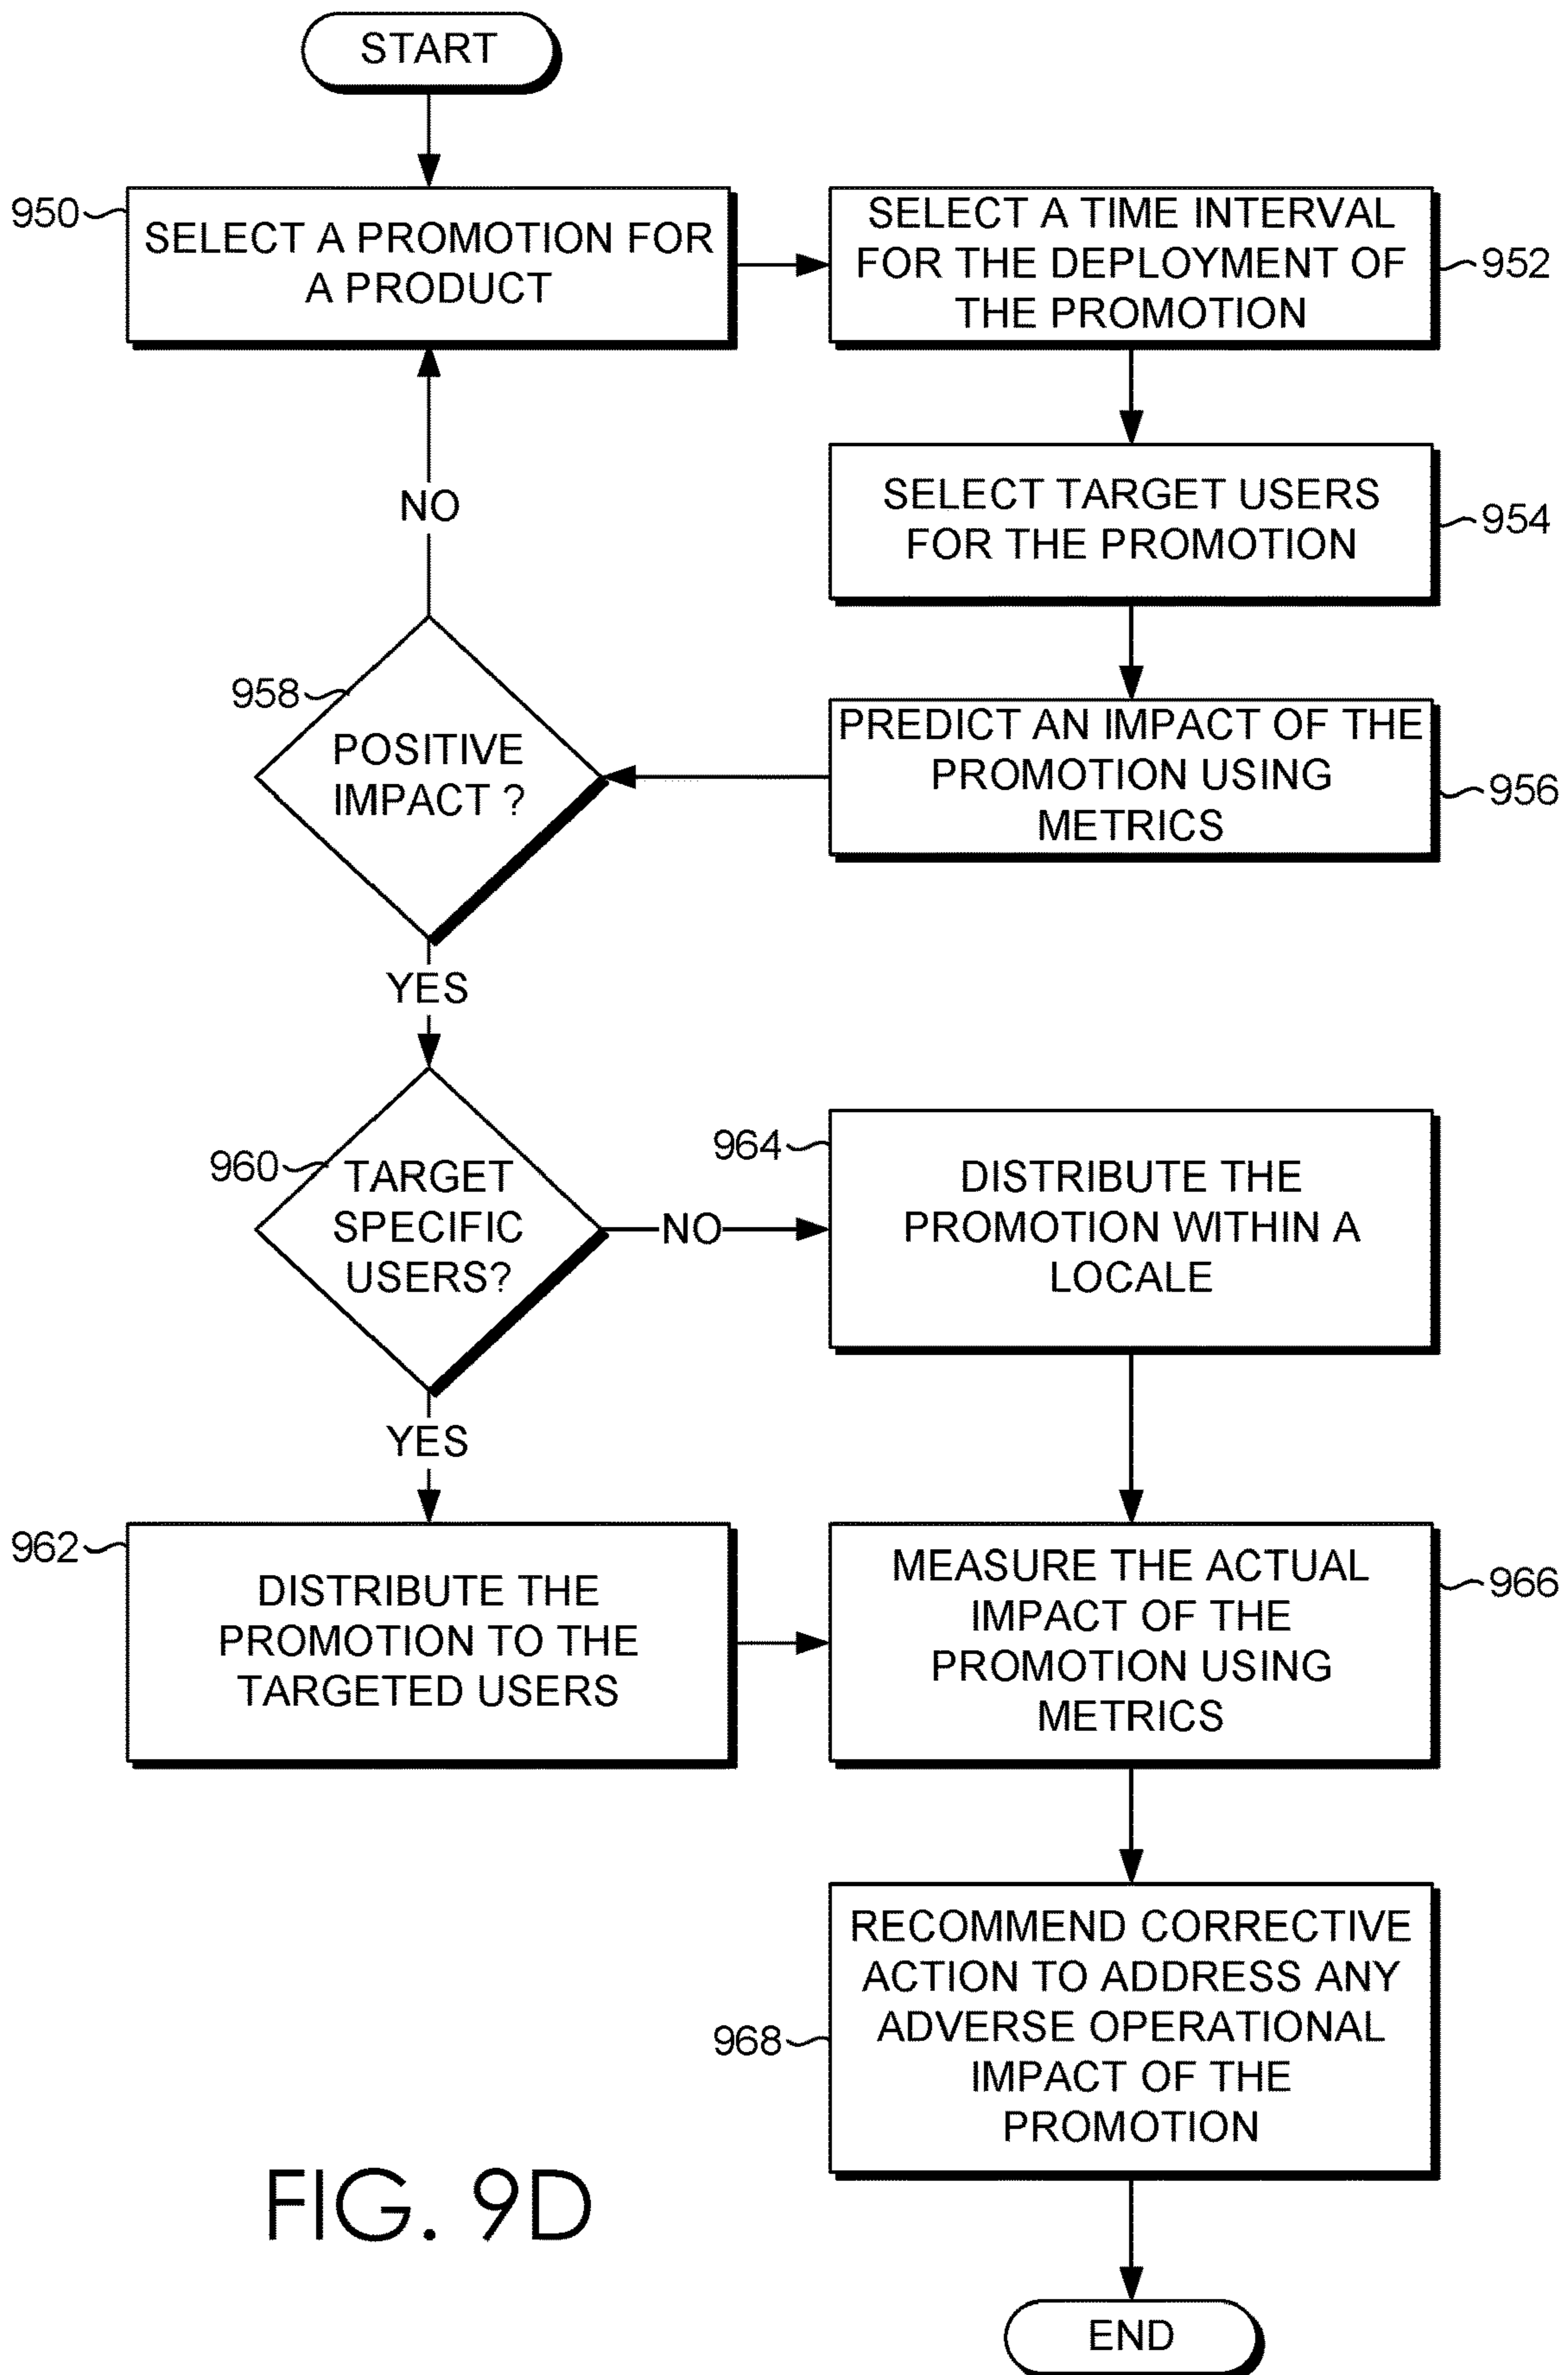 START
950
SELECT A PROMOTION FOR
A PRODUCT
SELECT A TIME INTERVAL
FOR THE DEPLOYMENT OF
THE PROMOTION
952
SELECT TARGET USERS
FOR THE PROMOTION
954
PREDICT AN IMPACT OF THE
PROMOTION USING
METRICS
956
NO
958
POSITIVE
IMPACT ?
YES
960
TARGET
SPECIFIC
USERS?
NO
964
DISTRIBUTE THE
PROMOTION WITHIN A
LOCALE
YES
962
DISTRIBUTE THE
PROMOTION TO THE
TARGETED USERS
MEASURE THE ACTUAL
IMPACT OF THE
PROMOTION USING
METRICS
966
968
RECOMMEND CORRECTIVE
ACTION TO ADDRESS ANY
ADVERSE OPERATIONAL
IMPACT OF THE
PROMOTION
END
FIG. 9D